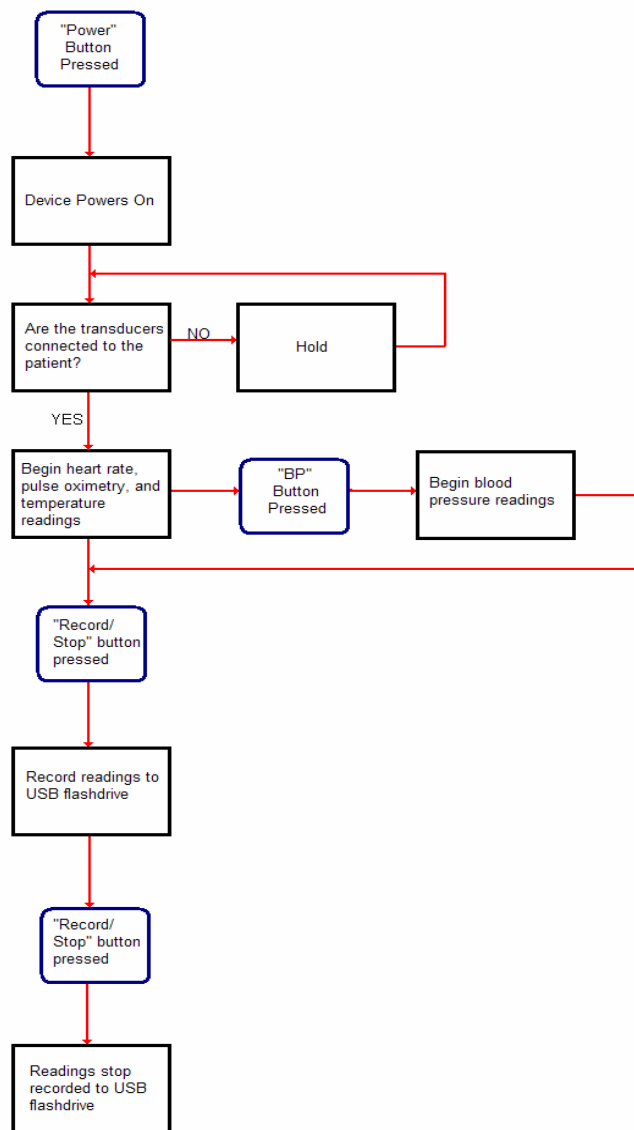 "Power"
Button
Pressed
Device Powers On
Are the transducers
connected to the
patient?
NO
Hold
YES
Begin heart rate,
pulse oximetry, and
temperature
readings
"BP"
Button
Pressed
Begin blood
pressure readings
"Record/
Stop" button
pressed
Record readings to
USB flashdrive
"Record/
Stop" button
pressed
Readings stop
recorded to USB
flashdrive